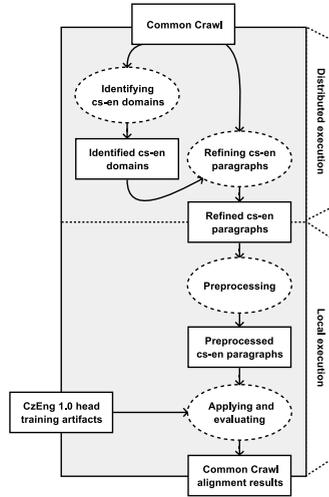 Common Crawl
Identifying
cs-en domains
Identified cs-en
domains
Refining cs-en
paragraphs
Distributed execution
Refined cs-en
paragraphs
Preprocessing
Preprocessed
cs-en paragraphs
Local execution
CzEng 1.0 head
training artifacts
Applying and
evaluating
Common Crawl
alignment results